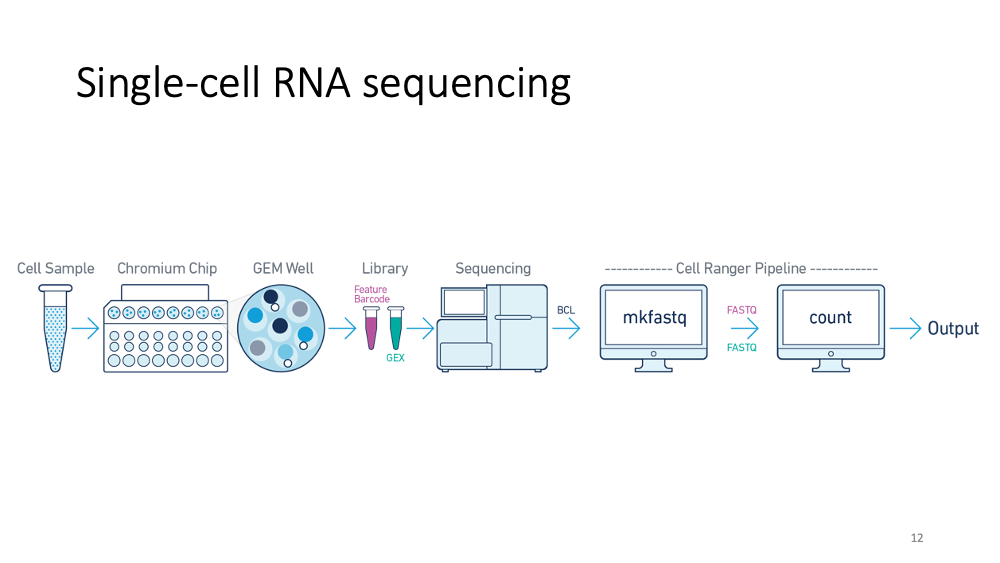 Single-cell RNA sequencing
Cell Sample
Chromium Chip
GEM Well
Library
Sequencing
------------ Cell Ranger Pipeline ------------
Feature
Barcode
GEX
BCL
mkfastq
FASTQ
FASTQ
count
Output
12